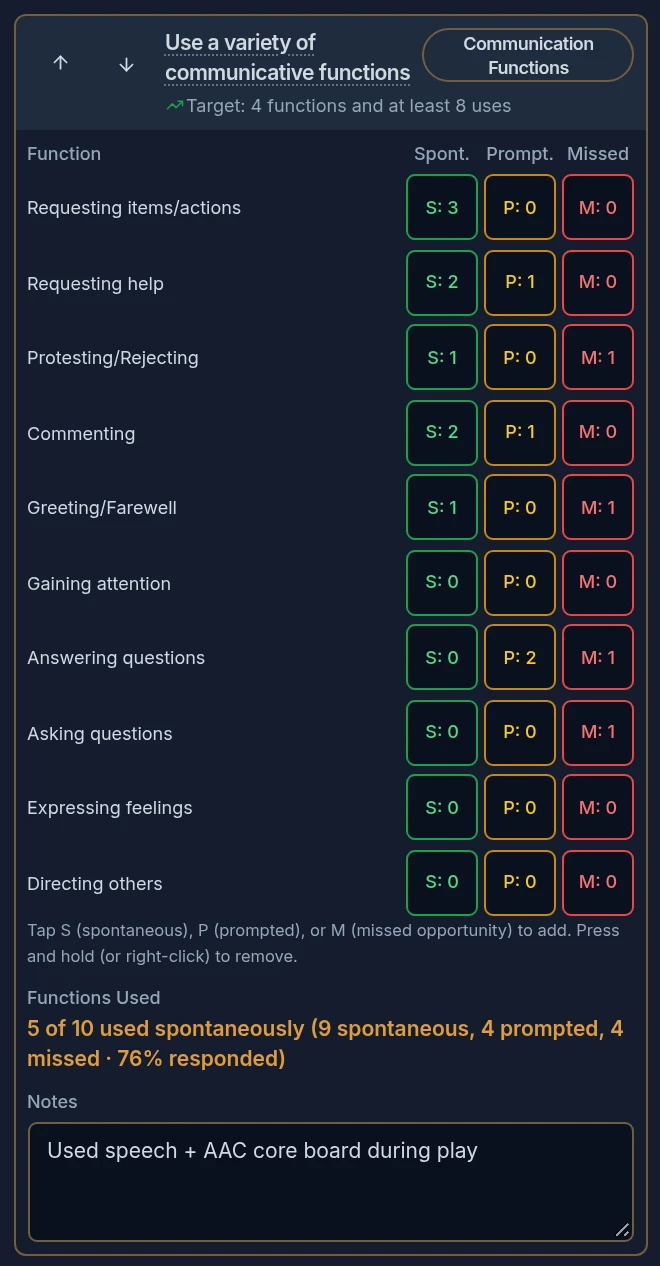 Use a variety of
communicative functions
Communication
Functions
Target: 4 functions and at least 8 uses
Function Spont. Prompt. Missed
Requesting items/actions S: 3 P: 0 M: 0
Requesting help S: 2 P: 1 M: 0
Protesting/Rejecting S: 1 P: 0 M: 1
Commenting S: 2 P: 1 M: 0
Greeting/Farewell S: 1 P: 0 M: 1
Gaining attention S: 0 P: 0 M: 0
Answering questions S: 0 P: 2 M: 1
Asking questions S: 0 P: 0 M: 1
Expressing feelings S: 0 P: 0 M: 0
Directing others S: 0 P: 0 M: 0
Tap S (spontaneous), P (prompted), or M (missed opportunity) to add. Press
and hold (or right-click) to remove.
Functions Used
5 of 10 used spontaneously (9 spontaneous, 4 prompted, 4
missed · 76% responded)
Notes
Used speech + AAC core board during play